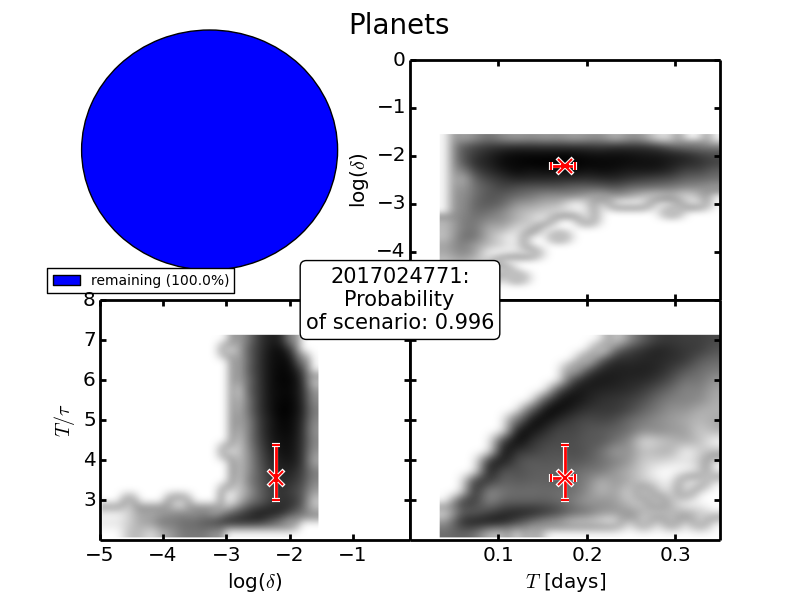 Planets
remaining (100.0%)
2017024771:
Probability
of scenario: 0.996
0
−1
−2
−3
−4
log(δ)
8
7
6
5
4
3
T/τ
−5
−4
−3
−2
−1
log(δ)
0.1
0.2
0.3
T [days]